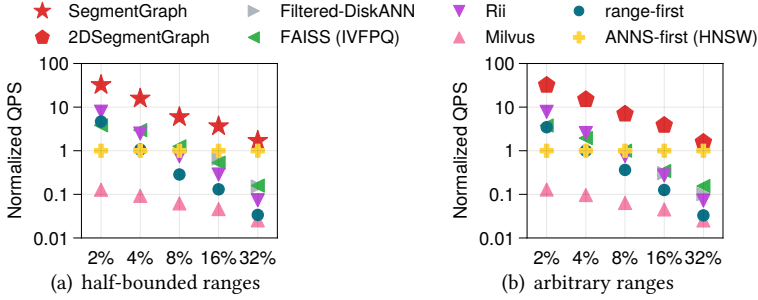 SegmentGraph Filtered-DiskANN Rii range-first
2DSegmentGraph FAISS (IVFPQ) Milvus ANNS-first (HNSW)
Normalized QPS
100
10
1
0.1
0.01
2% 4% 8% 16% 32%
(a) half-bounded ranges
Normalized QPS
100
10
1
0.1
0.01
2% 4% 8% 16% 32%
(b) arbitrary ranges